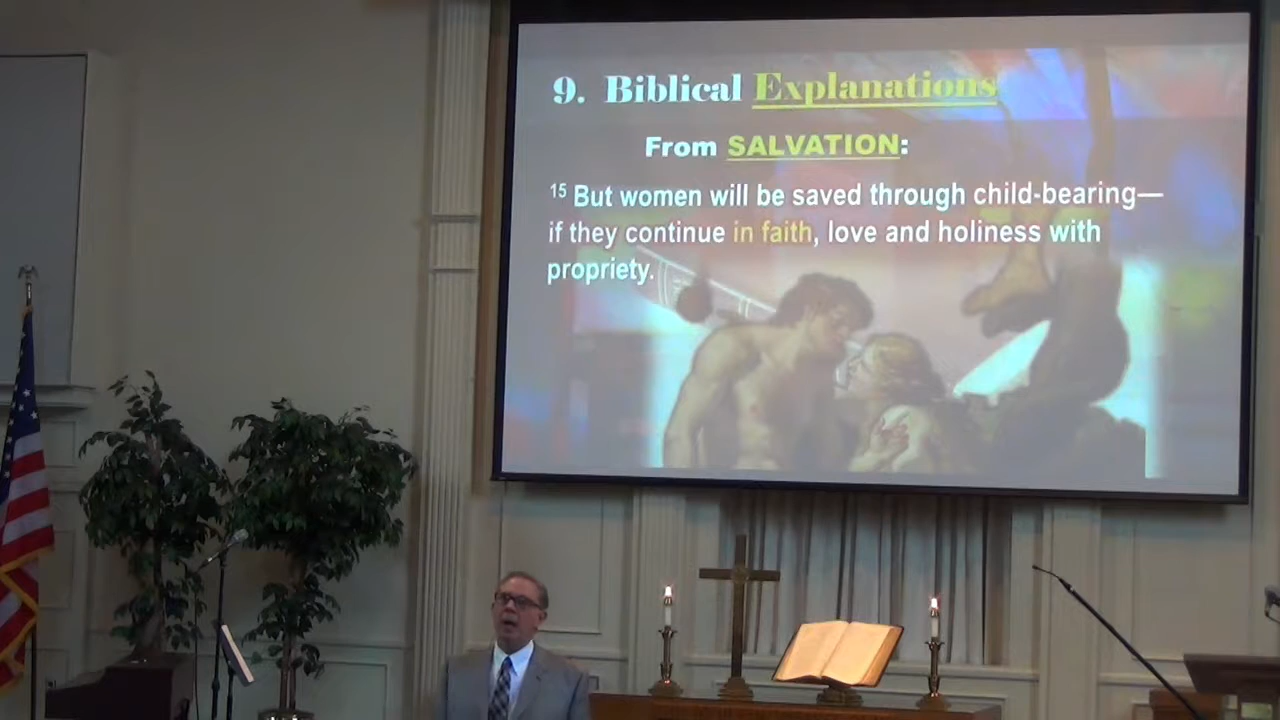 9. Biblical Explanations
From SALVATION:
15 But women will be saved through child-bearing—
if they continue in faith, love and holiness with
propriety.